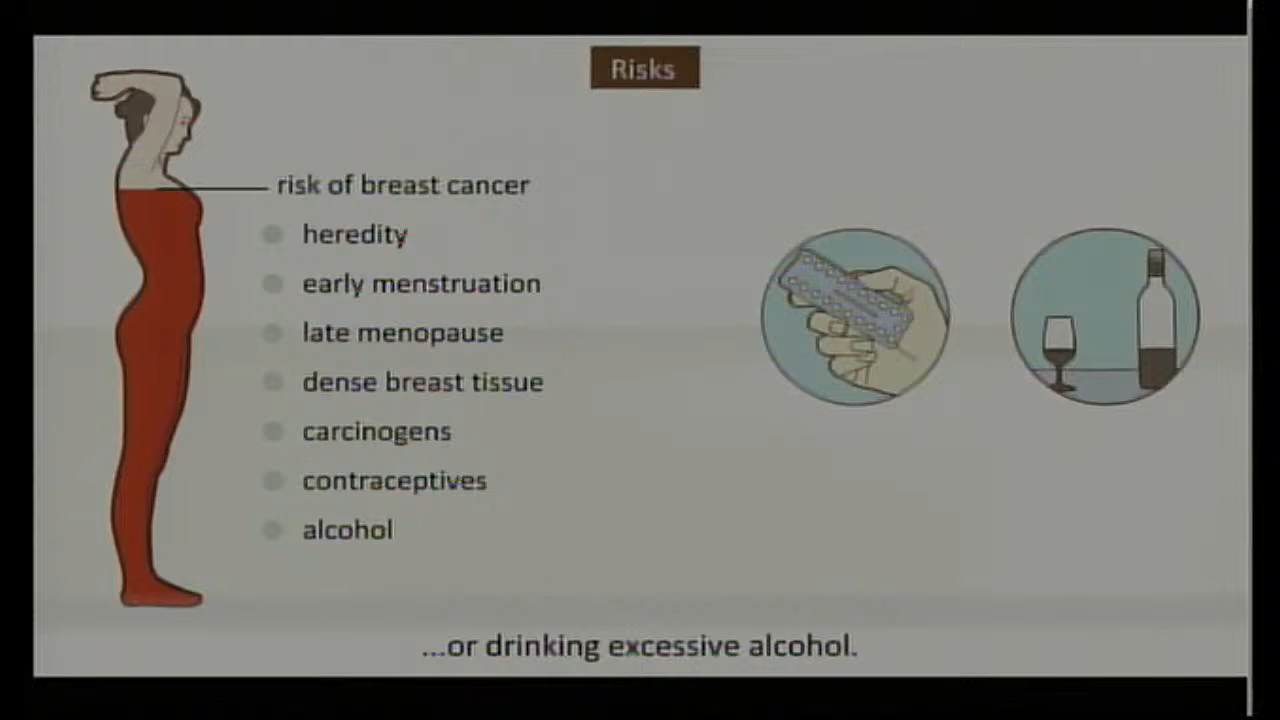 Risks
risk of breast cancer
heredity
early menstruation
late menopause
dense breast tissue
carcinogens
contraceptives
alcohol
...or drinking excessive alcohol.